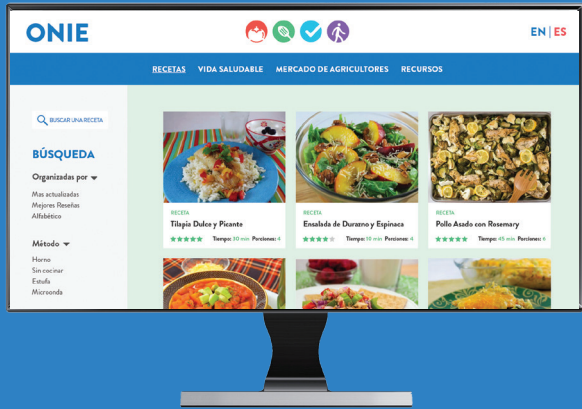 ONIE
EN | ES
RECETAS VIDA SALUDABLE MERCADO DE AGRICULTORES RECURSOS
BUSCAR UNA RECETA
BÚSQUEDA
Organizadas por
Mas actualizadas
Mejores Reseñas
Alfabético
Método
Horno
Sin cocinar
Estufa
Microonda
RECETA
Tilapia Dulce y Picante
Tiempo: 30 min Porciones: 4
RECETA
Ensalada de Durazno y Espinaca
Tiempo: 10 min Porciones: 4
RECETA
Pollo Asado con Rosemary
Tiempo: 45 min Porciones: 6